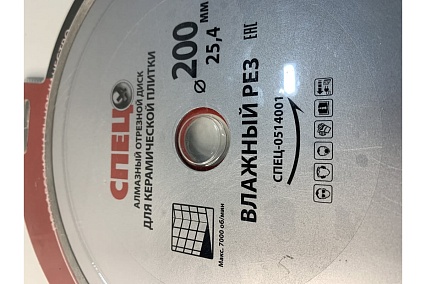 СПЕЦ
АЛМАЗНЫЙ ОТРЕЗНОЙ ДИСК
ДЛЯ КЕРАМИЧЕСКОЙ ПЛИТКИ
Ø 200 ММ
25,4
EAC
ВЛАЖНЫЙ РЕЗ
СПЕЦ-0514001
Макс. 7000 об/мин